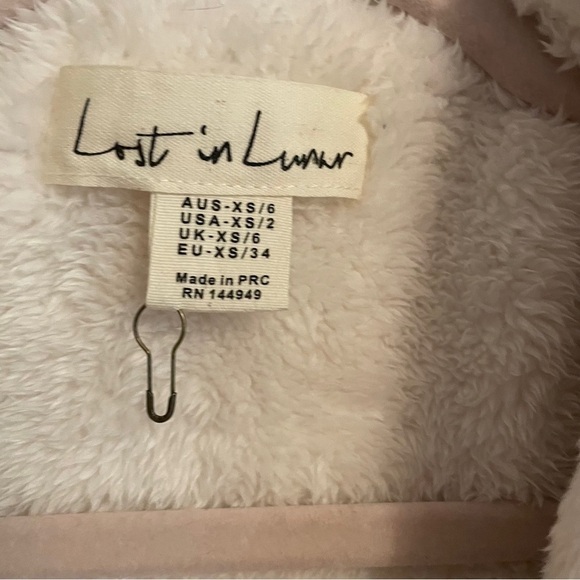 Lost in Lunar
AUS-XS/6
USA-XS/2
UK-XS/6
EU-XS/34
Made in PRC
RN 144949